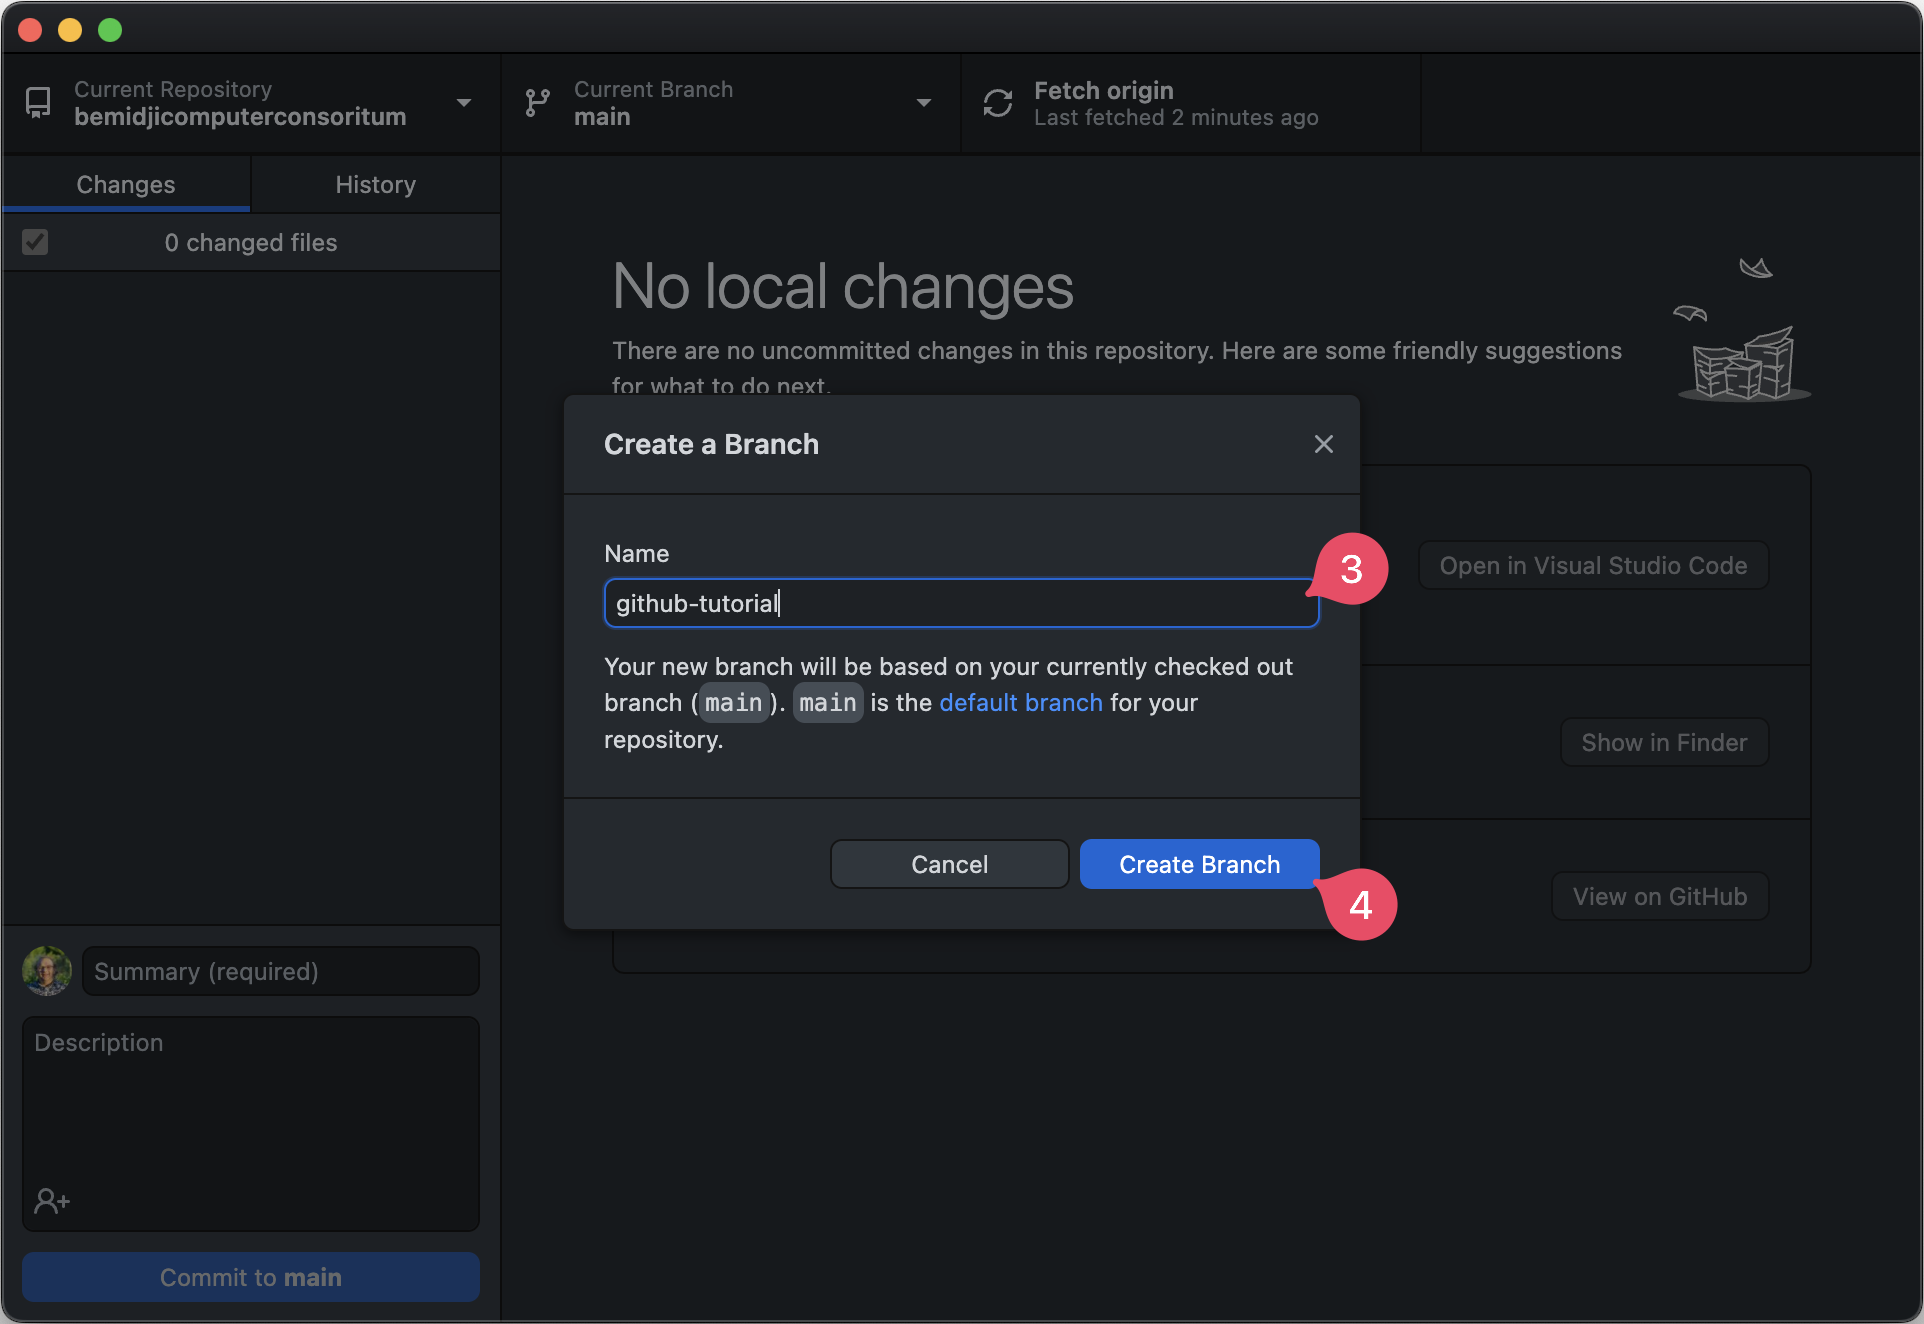 Current Repository
bemidjicomputerconsoritum
Current Branch
main
Fetch origin
Last fetched 2 minutes ago
Changes
History
0 changed files
No local changes
There are no uncommitted changes in this repository. Here are some friendly suggestions
for what to do next.
Create a Branch
Name
3
github-tutorial
Your new branch will be based on your currently checked out
branch (main). main is the default branch for your
repository.
Cancel
Create Branch
4
Open in Visual Studio Code
Show in Finder
View on GitHub
Summary (required)
Description
Commit to main